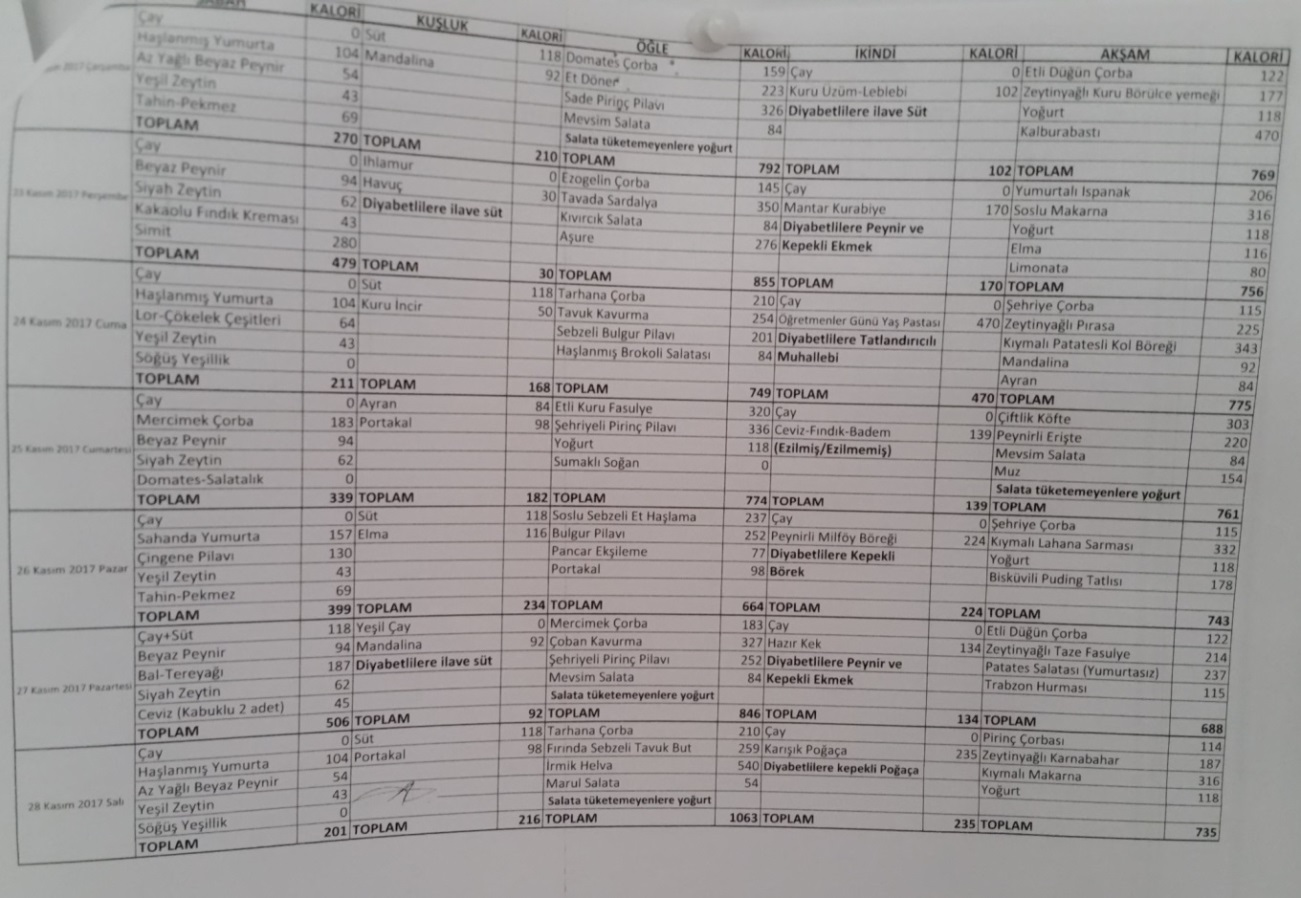 KALORİ KUŞLUK KALORİ ÖĞLE KALORİ İKİNDİ KALORİ AKŞAM KALORİ
Çay 0 Süt 118 Domates Çorba 159 Çay 0 Etli Düğün Çorba 122
Haşlanmış Yumurta 104 Mandalina 92 Et Döner 223 Kuru Üzüm-Leblebi 102 Zeytinyağlı Kuru Börülce yemeği 177
Az Yağlı Beyaz Peynir 54 Sade Pirinç Pilavı 326 Diyabetlilere ilave Süt Yoğurt 118
Yeşil Zeytin 43 Mevsim Salata 84 Kalburabastı 470
Tahin-Pekmez 69 Salata tüketemeyenlere yoğurt
TOPLAM 270 TOPLAM 210 TOPLAM 792 TOPLAM 102 TOPLAM 769
23 Kasım 2017 Perşembe
Çay 0 Ihlamur 0 Ezogelin Çorba 145 Çay 0 Yumurtalı Ispanak 206
Beyaz Peynir 94 Havuç 30 Tavada Sardalya 350 Mantar Kurabiye 170 Soslu Makarna 316
Siyah Zeytin 62 Diyabetlilere ilave süt Kıvırcık Salata 84 Diyabetlilere Peynir ve Yoğurt 118
Kakaolu Fındık Kreması 43 Aşure 276 Kepekli Ekmek Elma 116
Simit 280 Limonata 80
TOPLAM 479 TOPLAM 30 TOPLAM 855 TOPLAM 170 TOPLAM 756
24 Kasım 2017 Cuma
Çay 0 Süt 118 Tarhana Çorba 210 Çay 0 Şehriye Çorba 115
Haşlanmış Yumurta 104 Kuru İncir 50 Tavuk Kavurma 254 Öğretmenler Günü Yaş Pastası 470 Zeytinyağlı Pırasa 225
Lor-Çökelek Çeşitleri 64 Sebzeli Bulgur Pilavı 201 Diyabetlilere Tatlandırıcılı Kıymalı Patatesli Kol Böreği 343
Yeşil Zeytin 43 Haşlanmış Brokoli Salatası 84 Muhallebi Mandalina 92
Söğüş Yeşillik 0 Ayran 84
TOPLAM 211 TOPLAM 168 TOPLAM 749 TOPLAM 470 TOPLAM 775
25 Kasım 2017 Cumartesi
Çay 0 Ayran 84 Etli Kuru Fasulye 320 Çay 0 Çiftlik Köfte 303
Mercimek Çorba 183 Portakal 98 Şehriyeli Pirinç Pilavı 336 Ceviz-Fındık-Badem 139 Peynirli Erişte 220
Beyaz Peynir 94 Yoğurt 118 (Ezilmiş/Ezilmemiş) Mevsim Salata 84
Siyah Zeytin 62 Sumaklı Soğan 0 Muz 154
Domates-Salatalık 0 Salata tüketemeyenlere yoğurt
TOPLAM 339 TOPLAM 182 TOPLAM 774 TOPLAM 139 TOPLAM 761
26 Kasım 2017 Pazar
Çay 0 Süt 118 Soslu Sebzeli Et Haşlama 237 Çay 0 Şehriye Çorba 115
Sahanda Yumurta 157 Elma 116 Bulgur Pilavı 252 Peynirli Milföy Böreği 224 Kıymalı Lahana Sarması 332
Çingene Pilavı 130 Pancar Ekşileme 77 Diyabetlilere Kepekli Yoğurt 118
Yeşil Zeytin 43 Portakal 98 Börek Bisküvili Puding Tatlısı 178
Tahin-Pekmez 69
TOPLAM 399 TOPLAM 234 TOPLAM 664 TOPLAM 224 TOPLAM 743
27 Kasım 2017 Pazartesi
Çay+Süt 118 Yeşil Çay 0 Mercimek Çorba 183 Çay 0 Etli Düğün Çorba 122
Beyaz Peynir 94 Mandalina 92 Çoban Kavurma 327 Hazır Kek 134 Zeytinyağlı Taze Fasulye 214
Bal-Tereyağı 187 Diyabetlilere ilave süt Şehriyeli Pirinç Pilavı 252 Diyabetlilere Peynir ve Patates Salatası (Yumurtasız) 237
Siyah Zeytin 62 Mevsim Salata 84 Kepekli Ekmek Trabzon Hurması 115
Ceviz (Kabuklu 2 adet) 45 Salata tüketemeyenlere yoğurt
TOPLAM 506 TOPLAM 92 TOPLAM 846 TOPLAM 134 TOPLAM 688
28 Kasım 2017 Salı
Çay 0 Süt 118 Tarhana Çorba 210 Çay 0 Pirinç Çorbası 114
Haşlanmış Yumurta 104 Portakal 98 Fırında Sebzeli Tavuk But 259 Karışık Poğaça 235 Zeytinyağlı Karnabahar 187
Az Yağlı Beyaz Peynir 54 İrmik Helva 540 Diyabetlilere kepekli Poğaça Kıymalı Makarna 316
Yeşil Zeytin 43 Marul Salata 54 Yoğurt 118
Söğüş Yeşillik 0 Salata tüketemeyenlere yoğurt
TOPLAM 201 TOPLAM 216 TOPLAM 1063 TOPLAM 235 TOPLAM 735